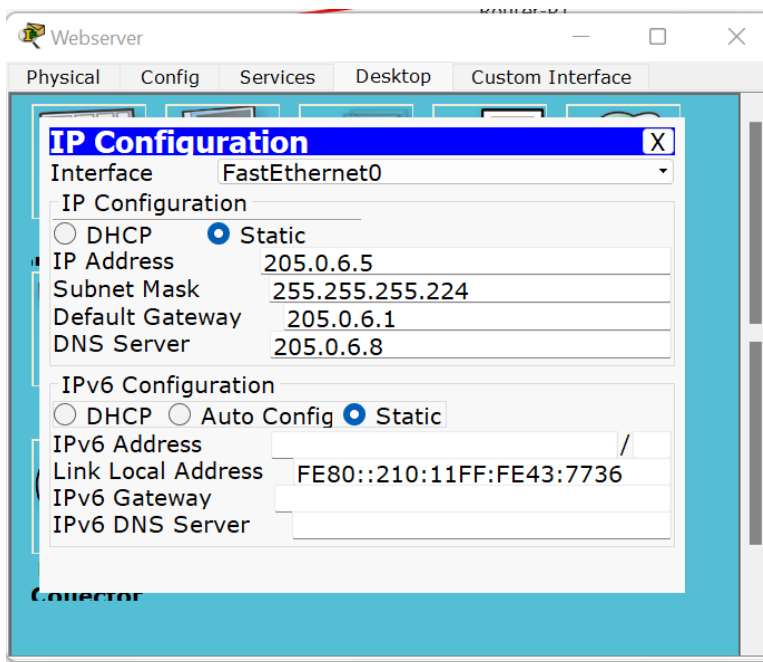 Router-P1
Webserver
Physical Config Services Desktop Custom Interface
IP Configuration X
Interface FastEthernet0
IP Configuration
DHCP Static
IP Address 205.0.6.5
Subnet Mask 255.255.255.224
Default Gateway 205.0.6.1
DNS Server 205.0.6.8
IPv6 Configuration
DHCP Auto Config Static
IPv6 Address /
Link Local Address FE80::210:11FF:FE43:7736
IPv6 Gateway
IPv6 DNS Server
Collector